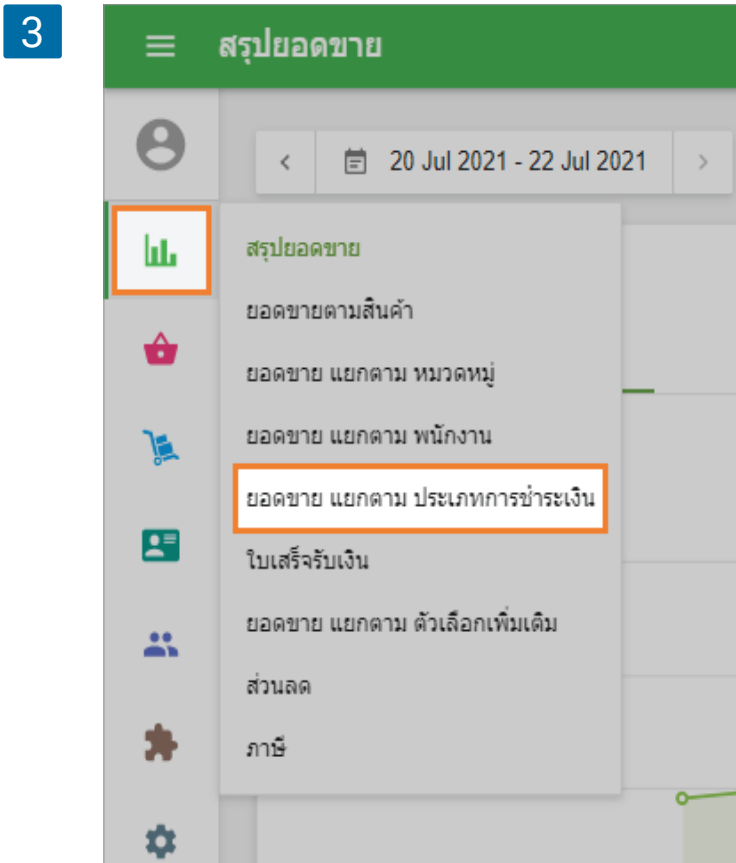 3
สรุปยอดขาย
20 Jul 2021 - 22 Jul 2021
สรุปยอดขาย
ยอดขายตามสินค้า
ยอดขาย แยกตาม หมวดหมู่
ยอดขาย แยกตาม พนักงาน
ยอดขาย แยกตาม ประเภทการชำระเงิน
ใบเสร็จรับเงิน
ยอดขาย แยกตาม ตัวเลือกเพิ่มเติม
ส่วนลด
ภาษี